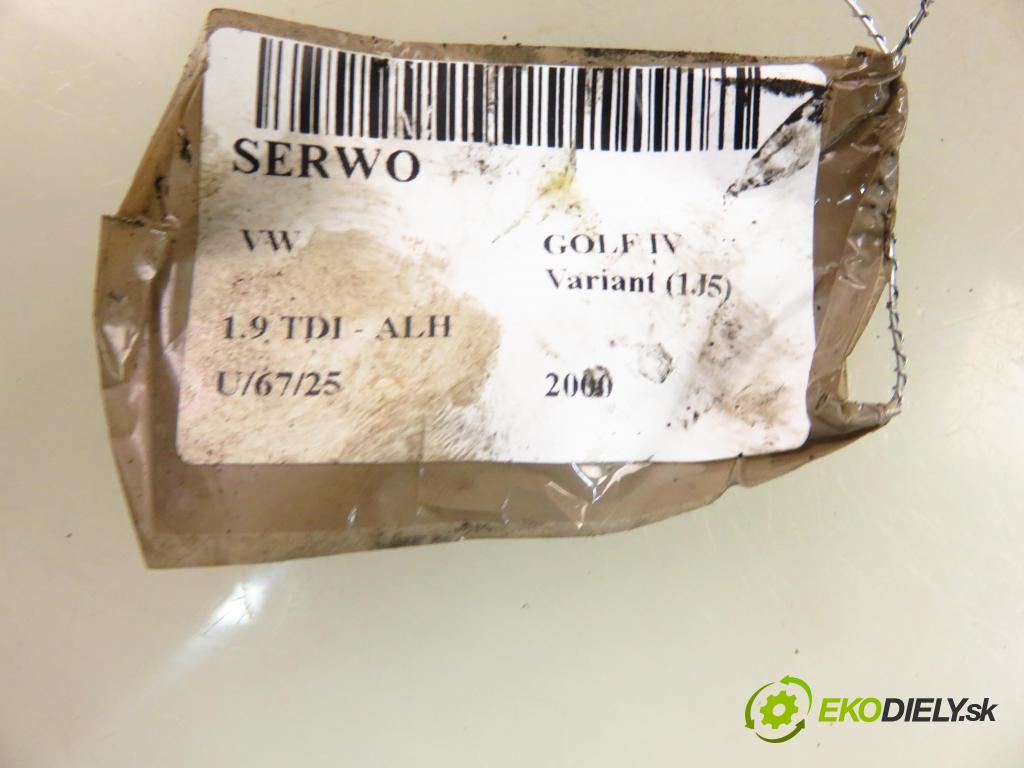 SERWO
VW
GOLF IV
Variant (1J5)
1.9 TDI - ALH
U/67/25
2000
EKODIELY.sk